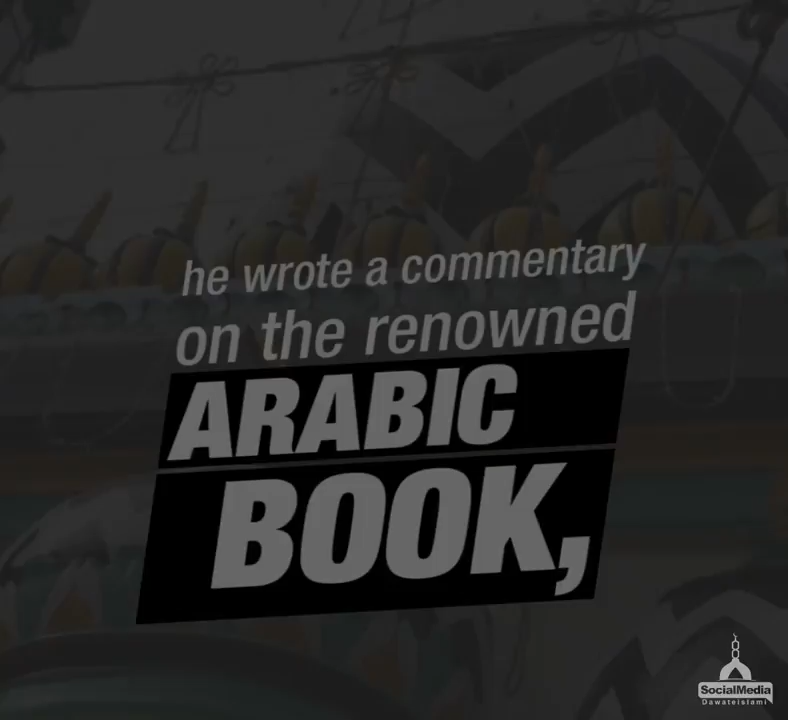 he wrote a commentary
on the renowned
ARABIC
BOOK,
SocialMedia
DawateIslami